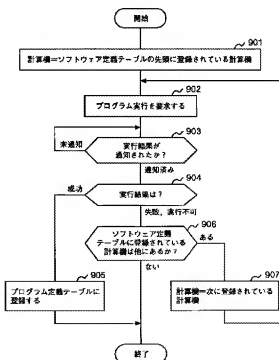 開始
901
計算機＝ソフトウェア定義テーブルの先頭に登録されている計算機
902
プログラム実行を要求する
903
未通知
実行結果が
通知されたか？
通知済み
904
成功
実行結果は？
失敗，実行不可
906
ソフトウェア定義
テーブルに登録されている
計算機は他にあるか？
ある
ない
905
プログラム定義テーブルに
登録する
907
計算機＝次に登録されている
計算機
終了